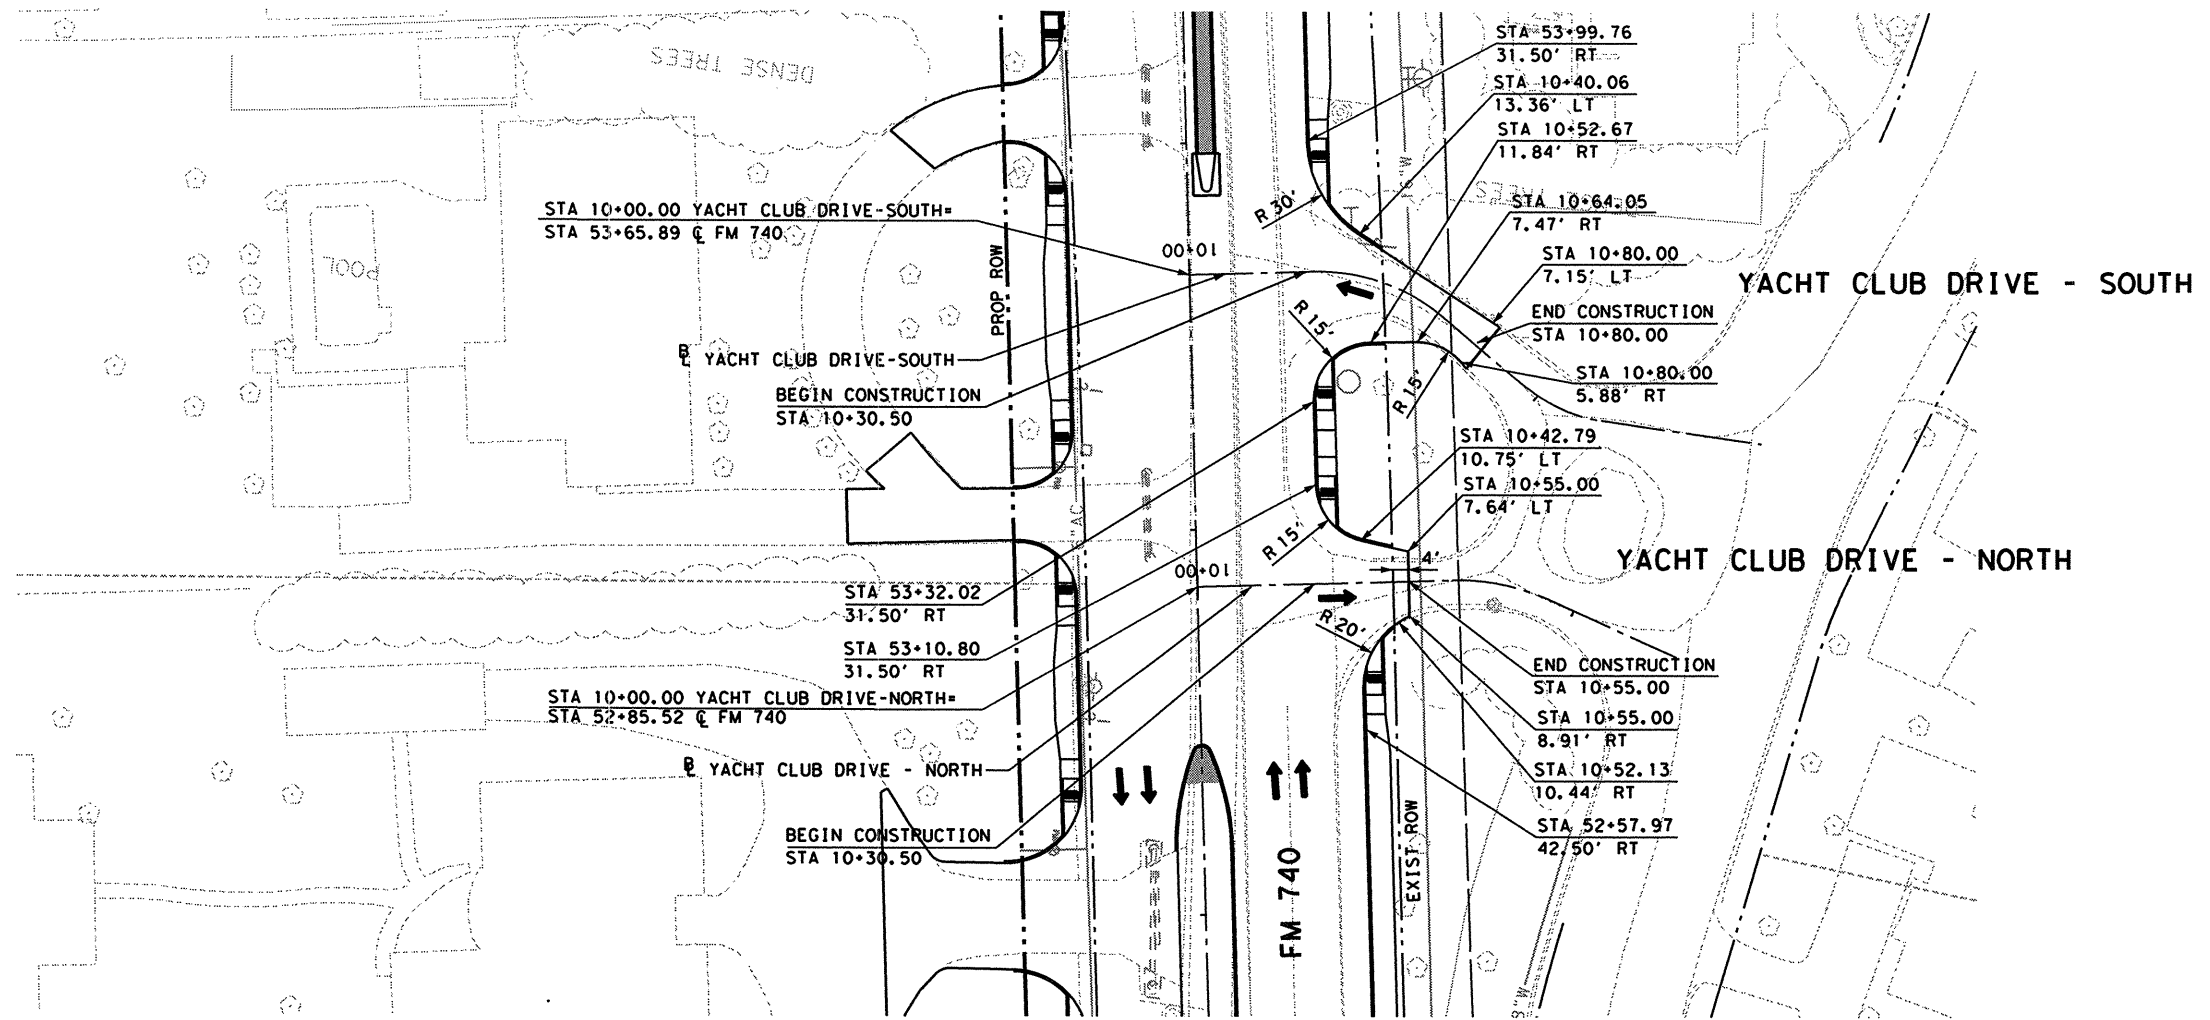 DENSE TREES
STA 53+99.76
31.50' RT
STA 10+40.06
13.36' LT
STA 10+52.67
11.84' RT
TREES
STA 10+64.05
7.47' RT
STA 10+80.00
7.15' LT
YACHT CLUB DRIVE - SOUTH
END CONSTRUCTION
STA 10+80.00
STA 10+80.00
5.88' RT
STA 10+00.00 YACHT CLUB DRIVE-SOUTH=
STA 53+65.89 ℄ FM 740
POOL
PROP ROW
R 30'
10+00
R 15'
R 15'
BL YACHT CLUB DRIVE-SOUTH
BEGIN CONSTRUCTION
STA 10+30.50
STA 10+42.79
10.75' LT
STA 10+55.00
7.64' LT
R 15'
4'
YACHT CLUB DRIVE - NORTH
10+00
R 20'
STA 53+32.02
31.50' RT
STA 53+10.80
31.50' RT
STA 10+00.00 YACHT CLUB DRIVE-NORTH=
STA 52+85.52 ℄ FM 740
BL YACHT CLUB DRIVE - NORTH
BEGIN CONSTRUCTION
STA 10+30.50
END CONSTRUCTION
STA 10+55.00
STA 10+55.00
8.91' RT
STA 10+52.13
10.44' RT
STA 52+57.97
42.50' RT
FM 740
EXIST ROW
8"W